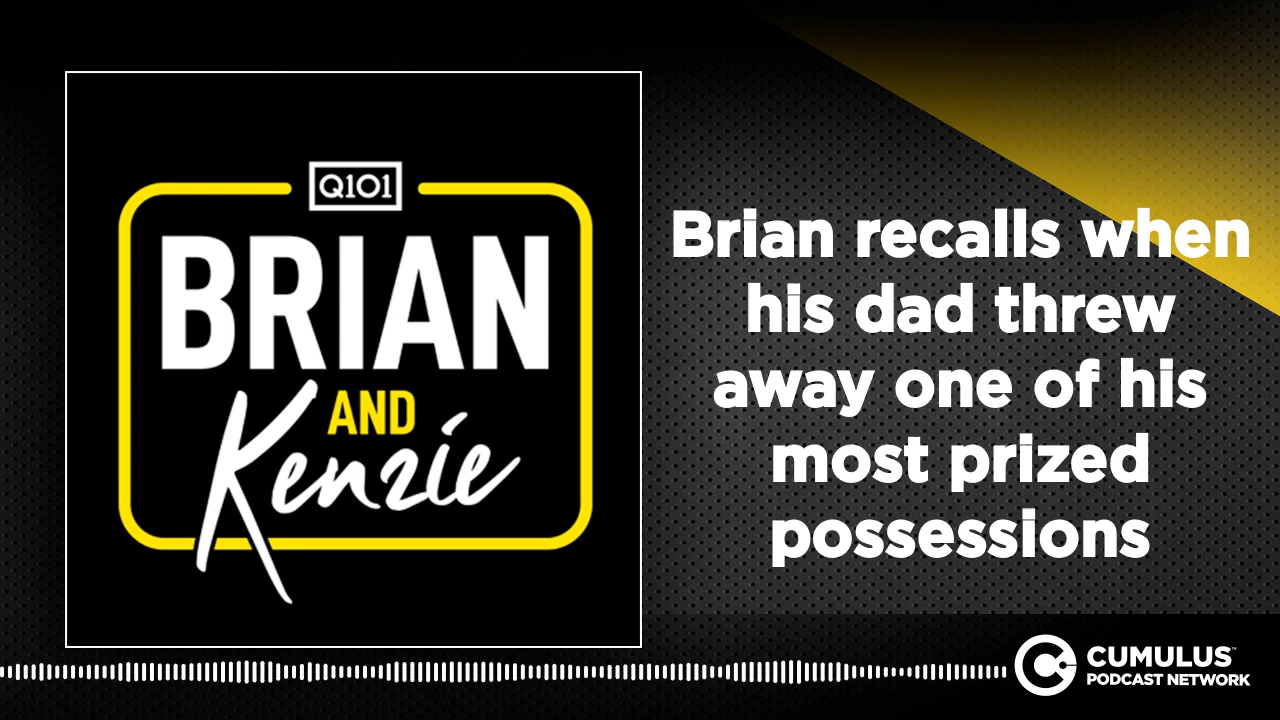 Q101
BRIAN
AND
Kenzie
Brian recalls when
his dad threw
away one of his
most prized
possessions
CUMULUS™
PODCAST NETWORK